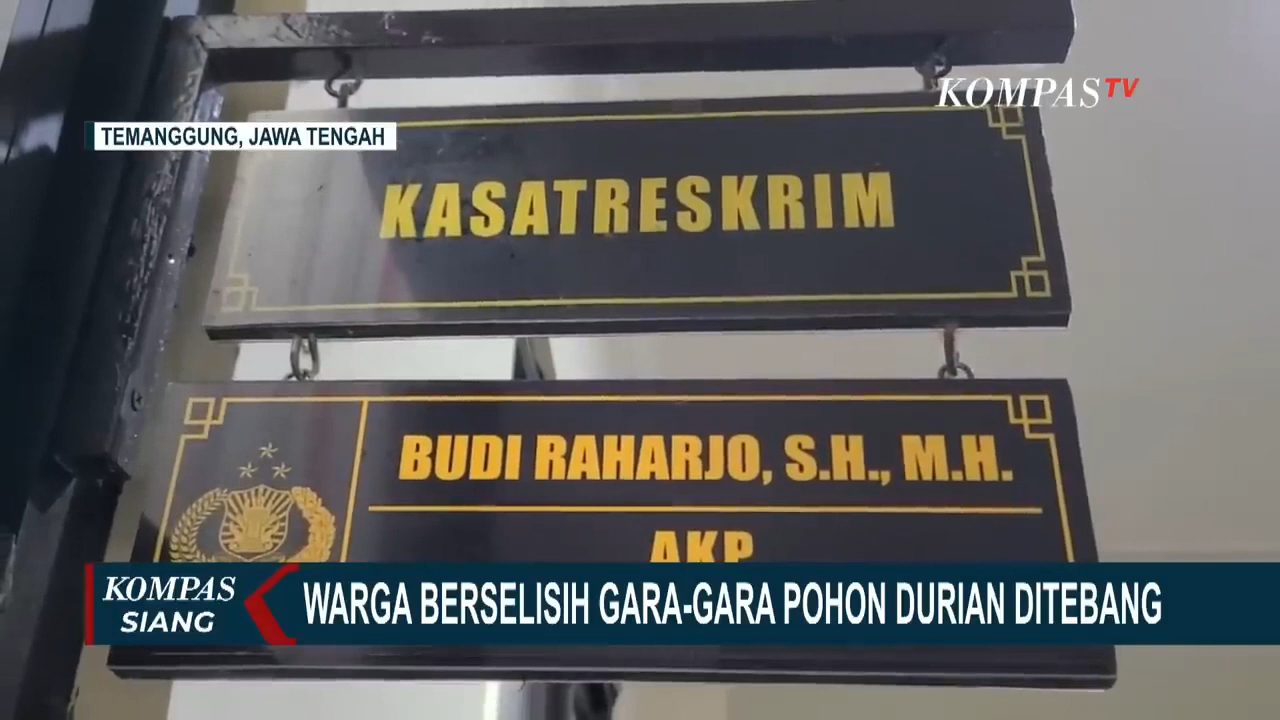 KOMPASTV
TEMANGGUNG, JAWA TENGAH
KASATRESKRIM
BUDI RAHARJO, S.H., M.H.
AKP
KOMPAS SIANG
WARGA BERSELISIH GARA-GARA POHON DURIAN DITEBANG